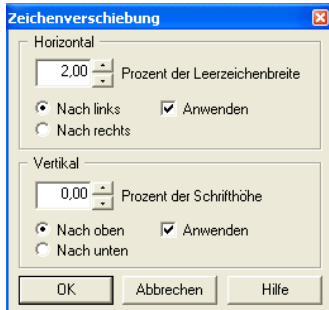 Zeichenverschiebung
Horizontal
2,00 Prozent der Leerzeichenbreite
Nach links Anwenden
Nach rechts
Vertikal
0,00 Prozent der Schrifthöhe
Nach oben Anwenden
Nach unten
OK Abbrechen Hilfe